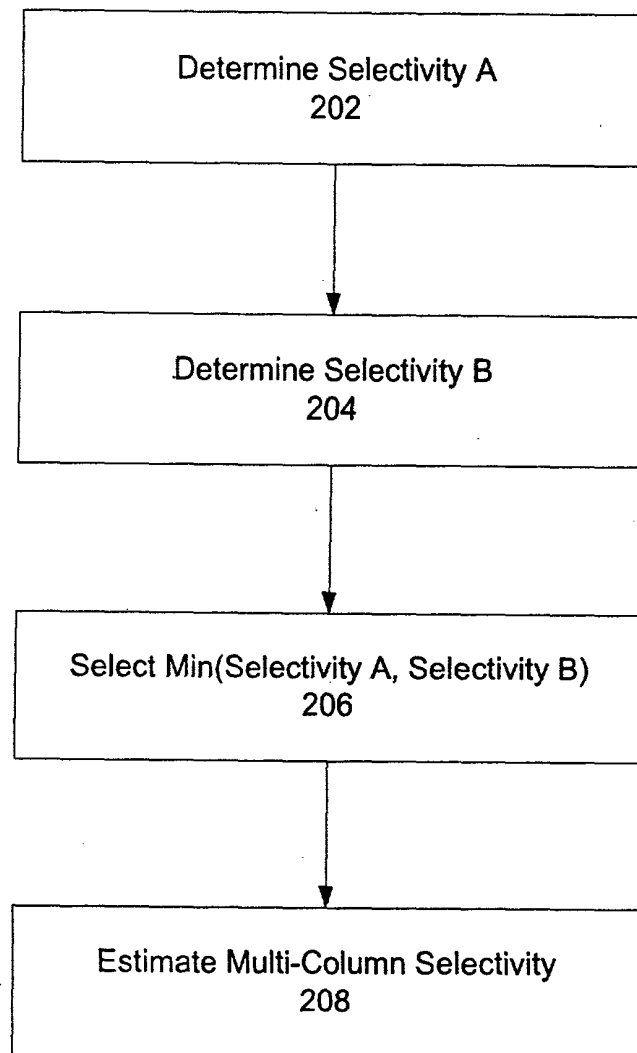 Determine Selectivity A
202
Determine Selectivity B
204
Select Min(Selectivity A, Selectivity B)
206
Estimate Multi-Column Selectivity
208